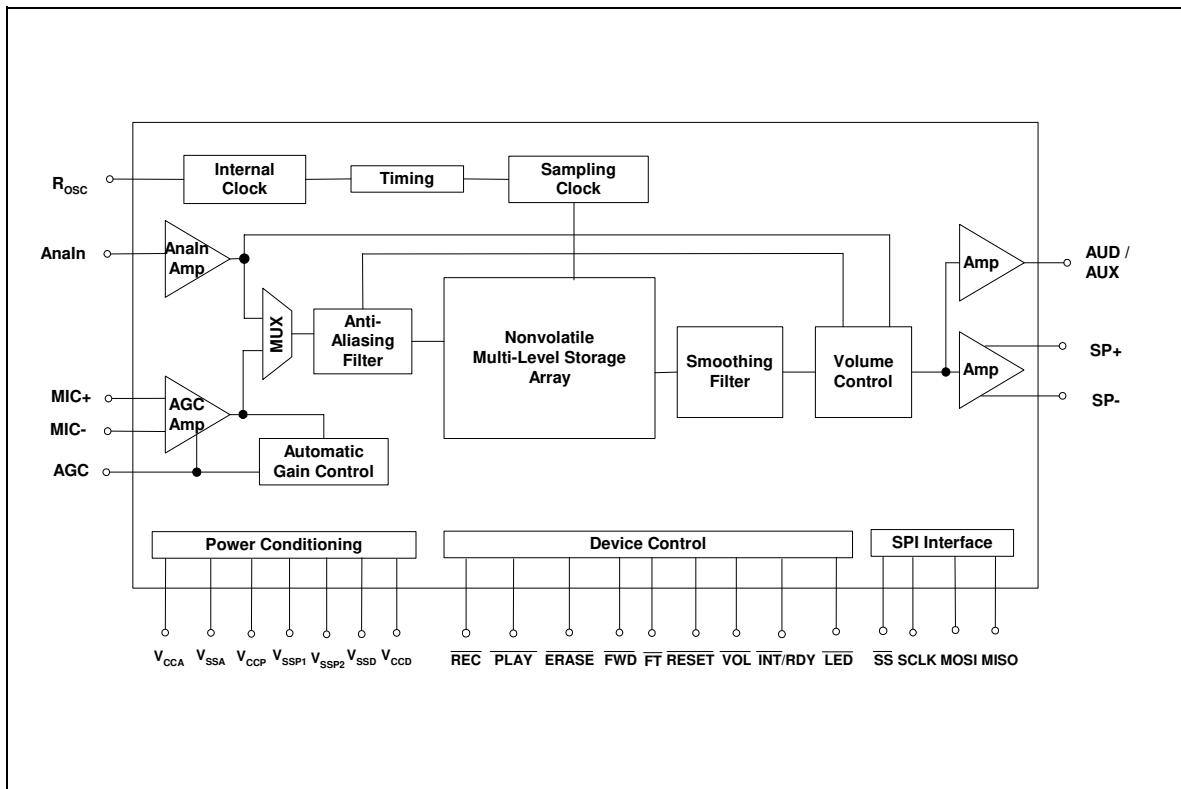 Internal
Clock
Timing
Sampling
Clock
ROSC
AnaIn
AnaIn
Amp
MUX
Anti-
Aliasing
Filter
Nonvolatile
Multi-Level Storage
Array
Smoothing
Filter
Volume
Control
Amp
AUD /
AUX
Amp
SP+
SP-
MIC+
MIC-
AGC
AGC
Amp
Automatic
Gain Control
Power Conditioning
Device Control
SPI Interface
VCCA VSSA VCCP VSSP1 VSSP2 VSSD VCCD
REC PLAY ERASE FWD FT RESET VOL INT/RDY LED
SS SCLK MOSI MISO